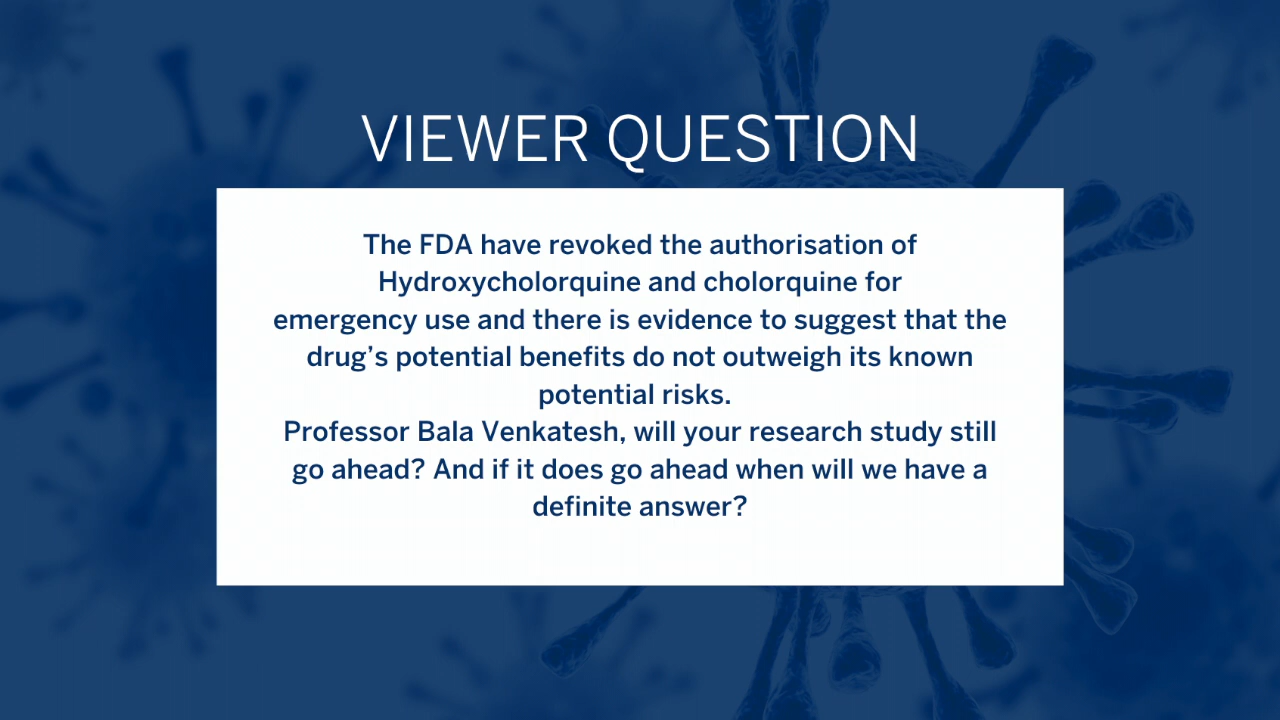 VIEWER QUESTION
The FDA have revoked the authorisation of
Hydroxycholorquine and cholorquine for
emergency use and there is evidence to suggest that the
drug’s potential benefits do not outweigh its known
potential risks.
Professor Bala Venkatesh, will your research study still
go ahead? And if it does go ahead when will we have a
definite answer?